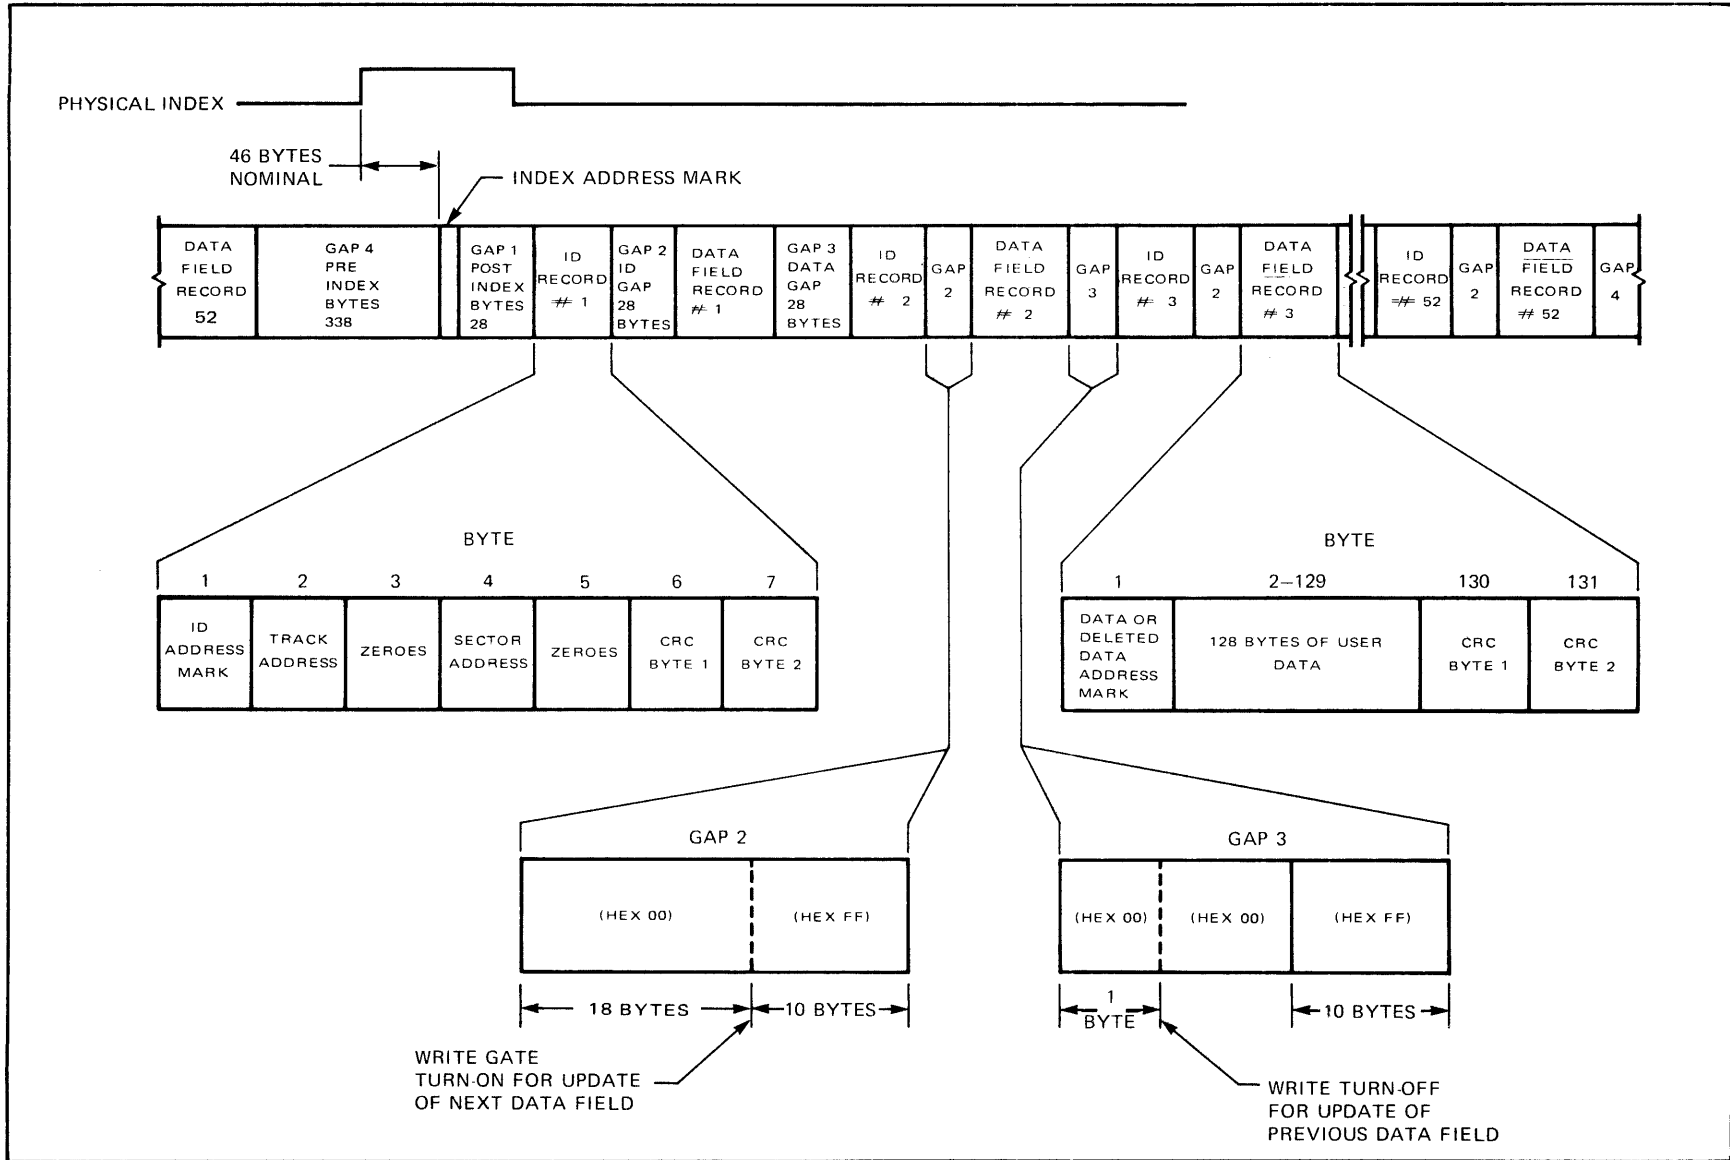 PHYSICAL INDEX
46 BYTES
NOMINAL
INDEX ADDRESS MARK
DATA
FIELD
RECORD
52
GAP 4
PRE
INDEX
BYTES
338
GAP 1
POST
INDEX
BYTES
28
ID
RECORD
# 1
GAP 2
ID
GAP
28
BYTES
DATA
FIELD
RECORD
# 1
GAP 3
DATA
GAP
28
BYTES
ID
RECORD
# 2
GAP
2
DATA
FIELD
RECORD
# 2
GAP
3
ID
RECORD
# 3
GAP
2
DATA
FIELD
RECORD
# 3
ID
RECORD
# 52
GAP
2
DATA
FIELD
RECORD
# 52
GAP
4
BYTE
1 2 3 4 5 6 7
ID
ADDRESS
MARK
TRACK
ADDRESS
ZEROES
SECTOR
ADDRESS
ZEROES
CRC
BYTE 1
CRC
BYTE 2
BYTE
1 2–129 130 131
DATA OR
DELETED
DATA
ADDRESS
MARK
128 BYTES OF USER
DATA
CRC
BYTE 1
CRC
BYTE 2
GAP 2
(HEX 00)
(HEX FF)
18 BYTES
10 BYTES
WRITE GATE
TURN-ON FOR UPDATE
OF NEXT DATA FIELD
GAP 3
(HEX 00)
(HEX 00)
(HEX FF)
1
BYTE
10 BYTES
WRITE TURN-OFF
FOR UPDATE OF
PREVIOUS DATA FIELD